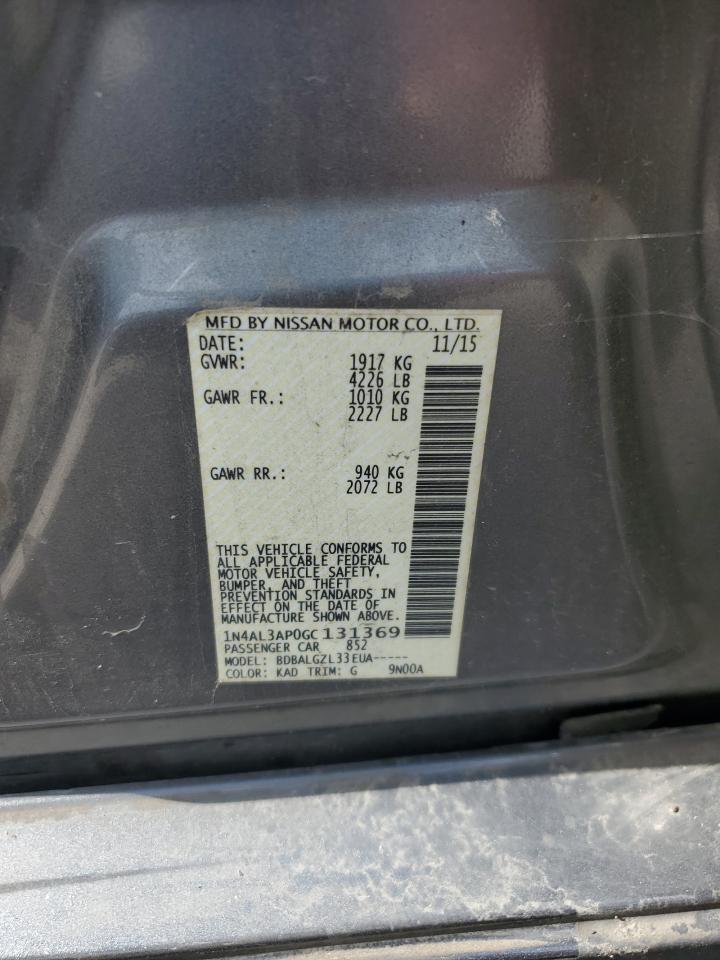 MFD BY NISSAN MOTOR CO., LTD.
DATE: 11/15
GVWR: 1917 KG
4226 LB
GAWR FR.: 1010 KG
2227 LB
GAWR RR.: 940 KG
2072 LB
THIS VEHICLE CONFORMS TO
ALL APPLICABLE FEDERAL
MOTOR VEHICLE SAFETY,
BUMPER, AND THEFT
PREVENTION STANDARDS IN
EFFECT ON THE DATE OF
MANUFACTURE SHOWN ABOVE.
1N4AL3AP0GC131369
PASSENGER CAR 852
MODEL: BDBALGZL33EUA-----
COLOR: KAD TRIM: G 9N00A